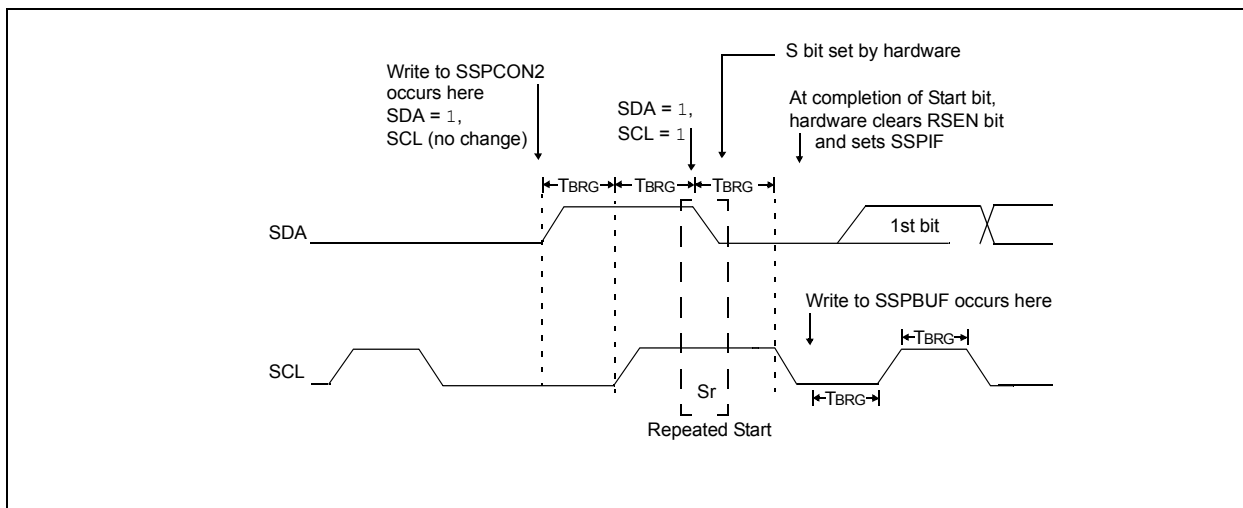 S bit set by hardware
Write to SSPCON2
occurs here
SDA = 1,
SCL (no change)
SDA = 1,
SCL = 1
At completion of Start bit,
hardware clears RSEN bit
and sets SSPIF
TBRG TBRG TBRG
SDA
1st bit
Write to SSPBUF occurs here
TBRG
SCL
Sr
TBRG
Repeated Start